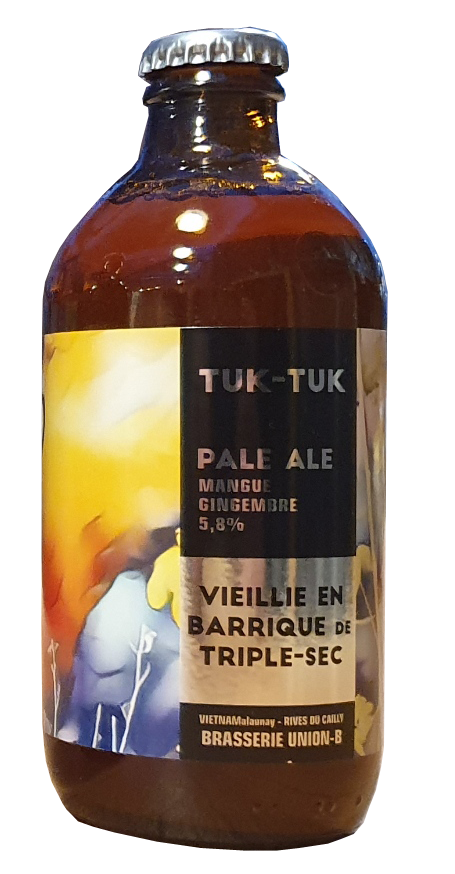 TUK-TUK
PALE ALE
MANGUE
GINGEMBRE
5,8%
VIEILLIE EN
BARRIQUE DE
TRIPLE-SEC
VIETNAMalaunay - RIVES DU CAILLY
BRASSERIE UNION-B